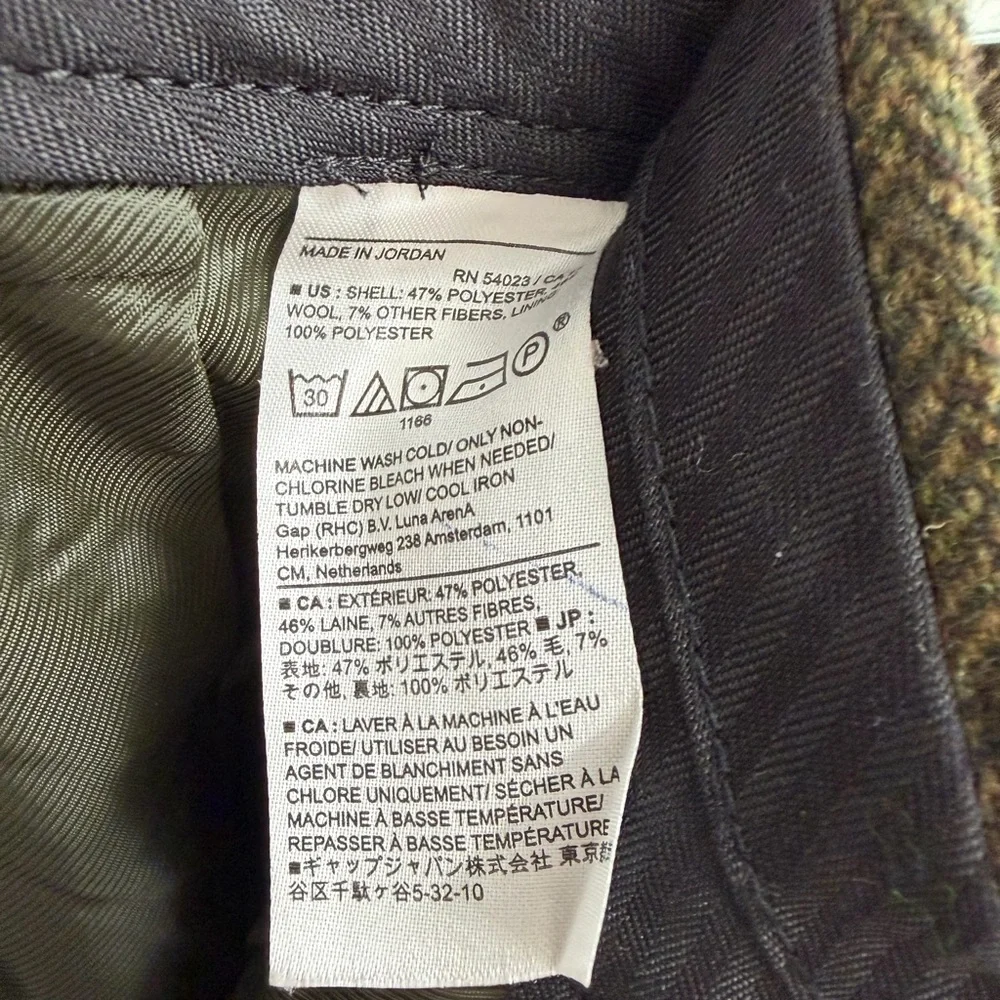 MADE IN JORDAN
RN 54023 /
■ US : SHELL: 47% POLYESTER,
WOOL, 7% OTHER FIBERS, LINING
100% POLYESTER
30
P
®
1166
MACHINE WASH COLD/ ONLY NON-
CHLORINE BLEACH WHEN NEEDED/
TUMBLE DRY LOW/ COOL IRON
Gap (RHC) B.V. Luna ArenA
Herikerbergweg 238 Amsterdam, 1101
CM, Netherlands
■ CA : EXTÉRIEUR: 47% POLYESTER,
46% LAINE, 7% AUTRES FIBRES,
DOUBLURE: 100% POLYESTER ■ JP :
表地: 47% ポリエステル, 46% 毛, 7%
その他, 裏地: 100% ポリエステル
■ CA : LAVER À LA MACHINE À L'EAU
FROIDE/ UTILISER AU BESOIN UN
AGENT DE BLANCHIMENT SANS
CHLORE UNIQUEMENT/ SÉCHER À LA
MACHINE À BASSE TEMPÉRATURE/
REPASSER À BASSE TEMPÉRATURE
■ギャップジャパン株式会社 東京
谷区千駄ヶ谷5-32-10